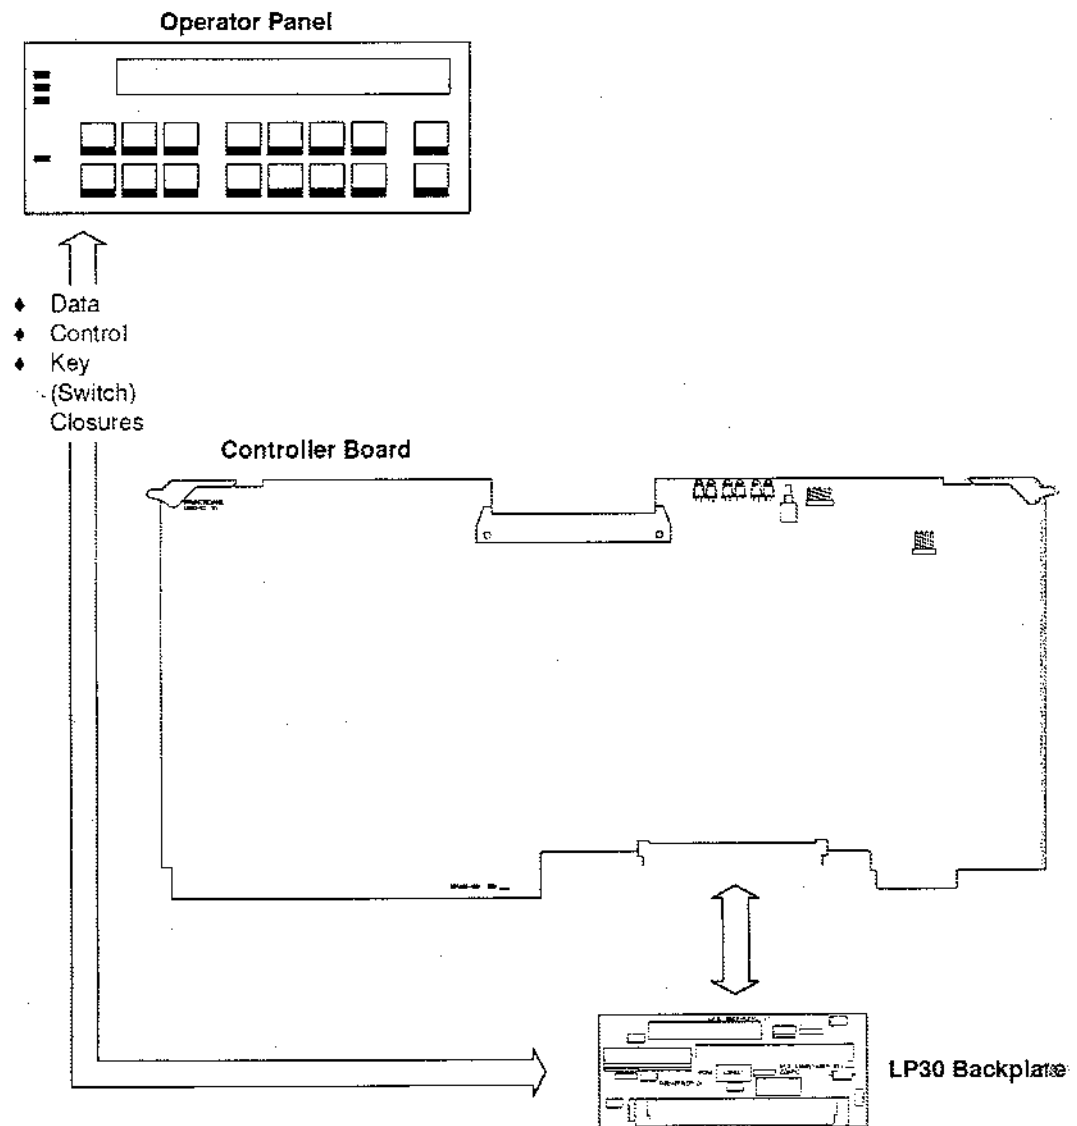 Operator Panel
♦ Data
♦ Control
♦ Key
(Switch)
Closures
Controller Board
LP30 Backplate